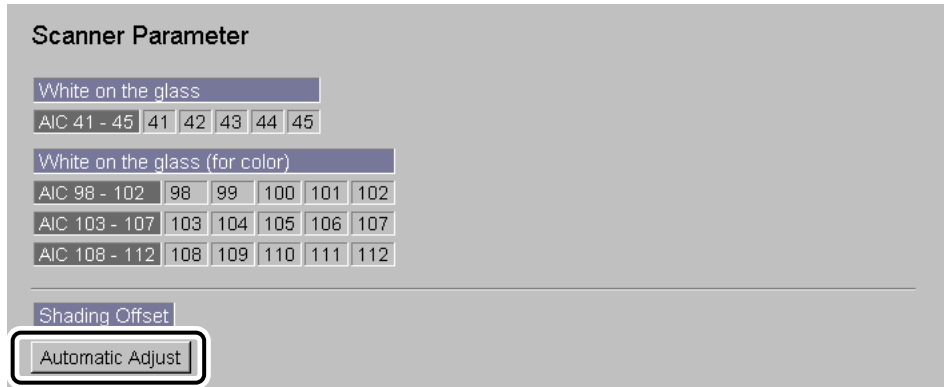 Scanner Parameter
White on the glass
AIC 41 - 45 41 42 43 44 45
White on the glass (for color)
AIC 98 - 102 98 99 100 101 102
AIC 103 - 107 103 104 105 106 107
AIC 108 - 112 108 109 110 111 112
Shading Offset
Automatic Adjust